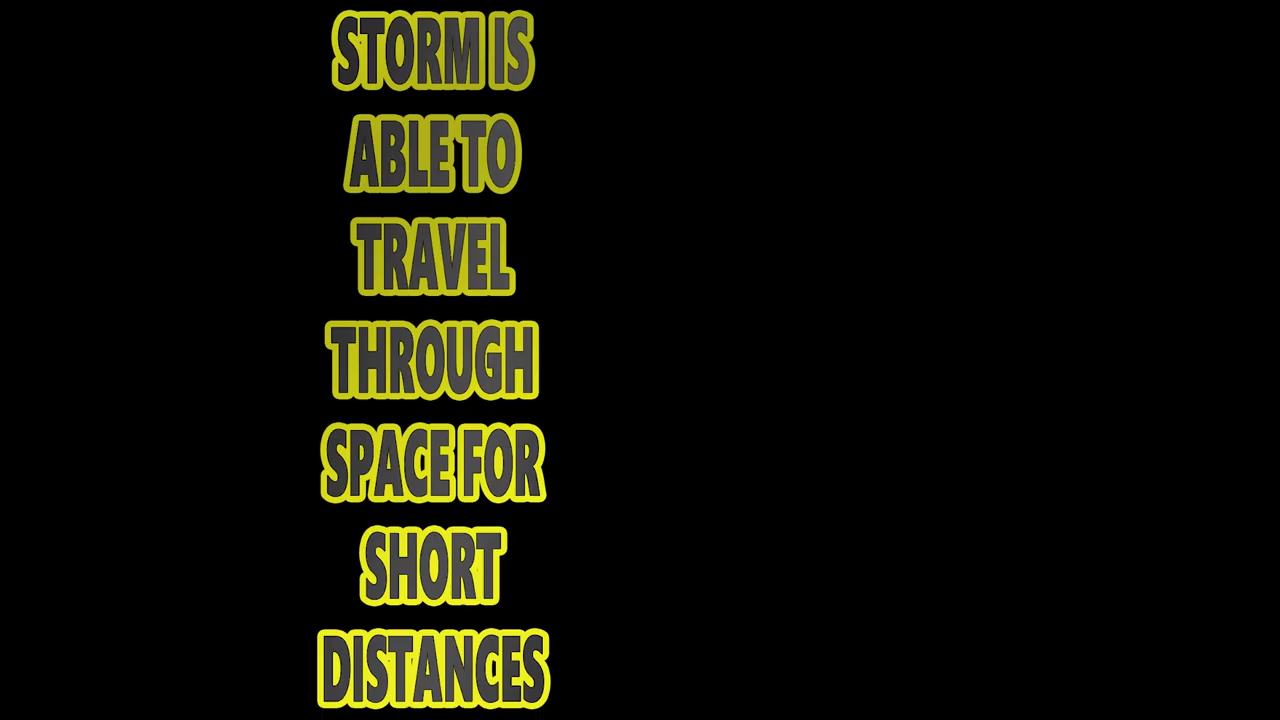 STORM IS
ABLE TO
TRAVEL
THROUGH
SPACE FOR
SHORT
DISTANCES